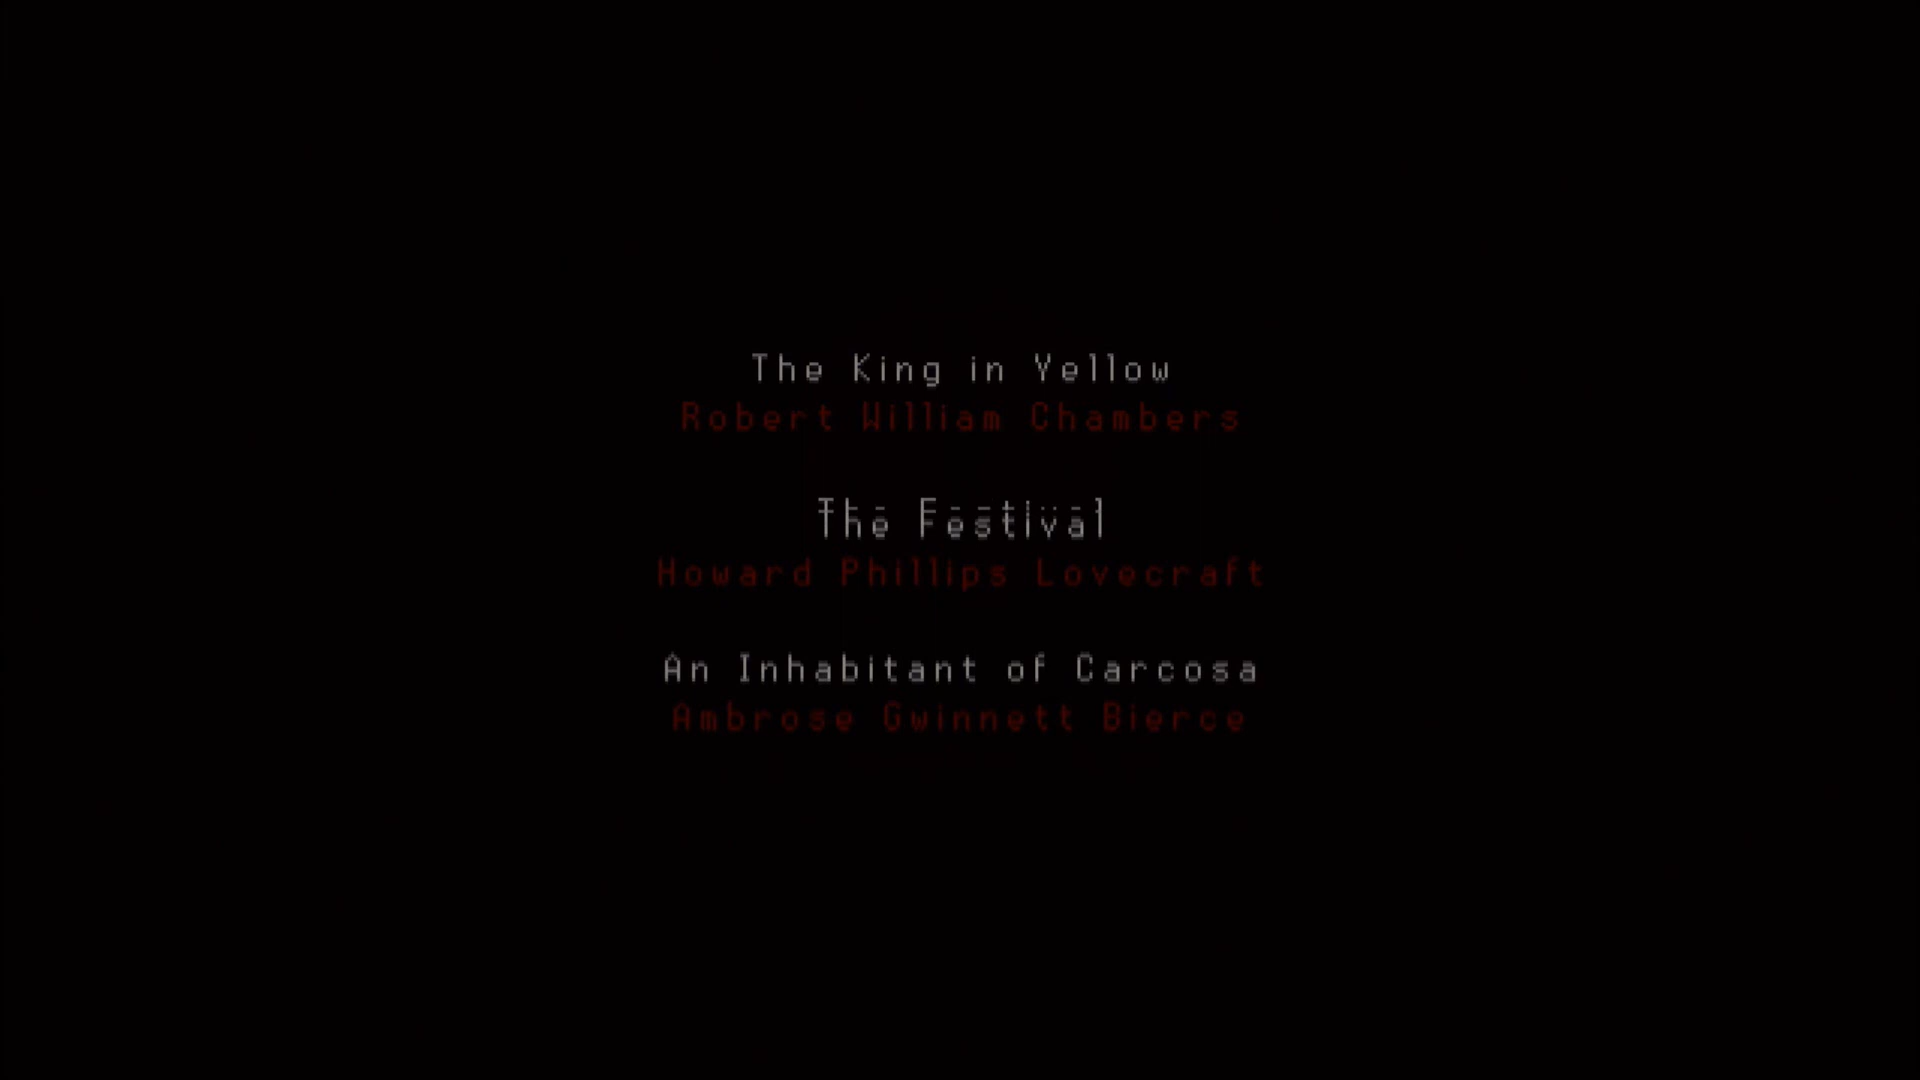 The King in Yellow
Robert William Chambers
The Festival
Howard Phillips Lovecraft
An Inhabitant of Carcosa
Ambrose Gwinnett Bierce